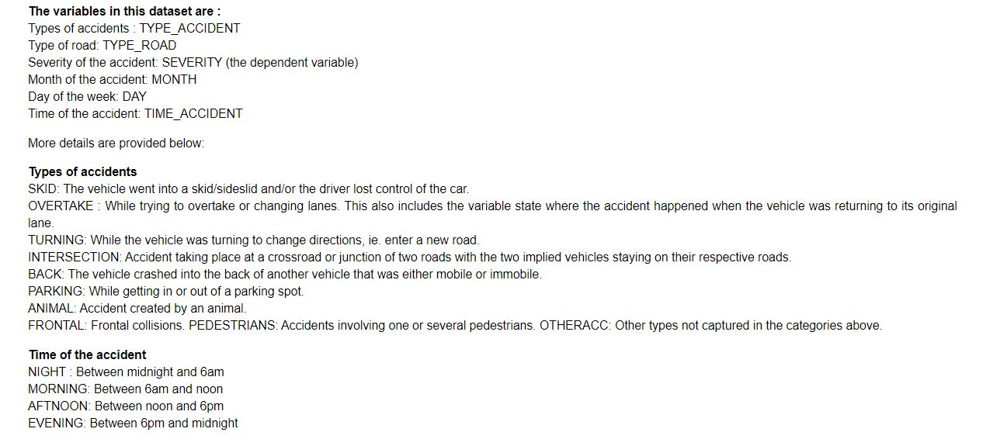 The variables in this dataset are :
Types of accidents : TYPE_ACCIDENT
Type of road: TYPE_ROAD
Severity of the accident: SEVERITY (the dependent variable)
Month of the accident: MONTH
Day of the week: DAY
Time of the accident: TIME_ACCIDENT
More details are provided below:
Types of accidents
SKID: The vehicle went into a skid/sideslid and/or the driver lost control of the car.
OVERTAKE : While trying to overtake or changing lanes. This also includes the variable state where the accident happened when the vehicle was returning to its original
lane.
TURNING: While the vehicle was turning to change directions, ie. enter a new road.
INTERSECTION: Accident taking place at a crossroad or junction of two roads with the two implied vehicles staying on their respective roads.
BACK: The vehicle crashed into the back of another vehicle that was either mobile or immobile.
PARKING: While getting in or out of a parking spot.
ANIMAL: Accident created by an animal.
FRONTAL: Frontal collisions. PEDESTRIANS: Accidents involving one or several pedestrians. OTHERACC: Other types not captured in the categories above.
Time of the accident
NIGHT : Between midnight and 6am
MORNING: Between 6am and noon
AFTNOON: Between noon and 6pm
EVENING: Between 6pm and midnight